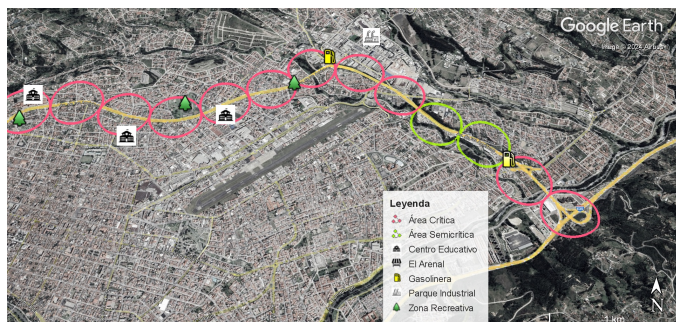 Google Earth
Image © 2024 Airbus
Leyenda
Área Crítica
Área Semicrítica
Centro Educativo
El Arenal
Gasolinera
Parque Industrial
Zona Recreativa
N
1 km